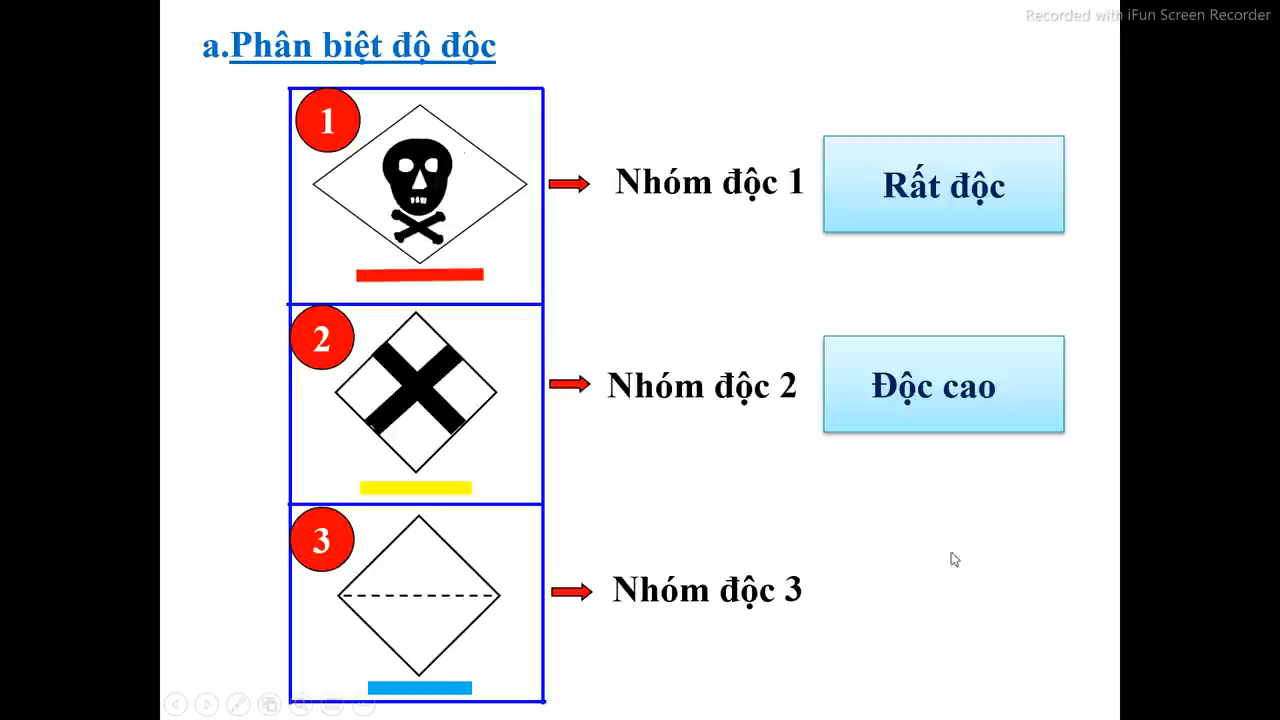 Recorded with iFun Screen Recorder
a.Phân biệt độ độc
1
Nhóm độc 1
Rất độc
2
Nhóm độc 2
Độc cao
3
Nhóm độc 3